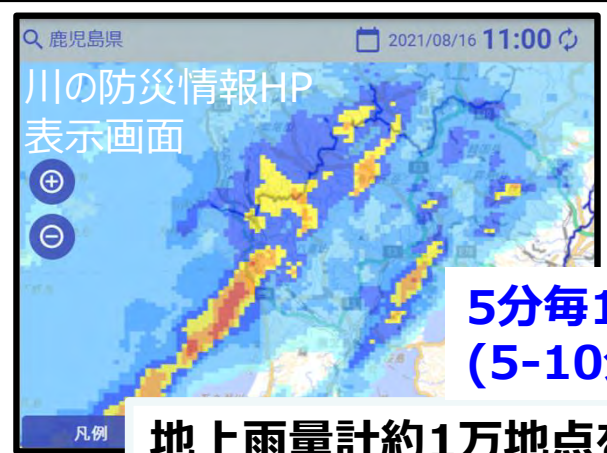 鹿児島県
2021/08/16 11:00
川の防災情報HP
表示画面
5分毎1
(5-10
凡例
地上雨量計約1万地点